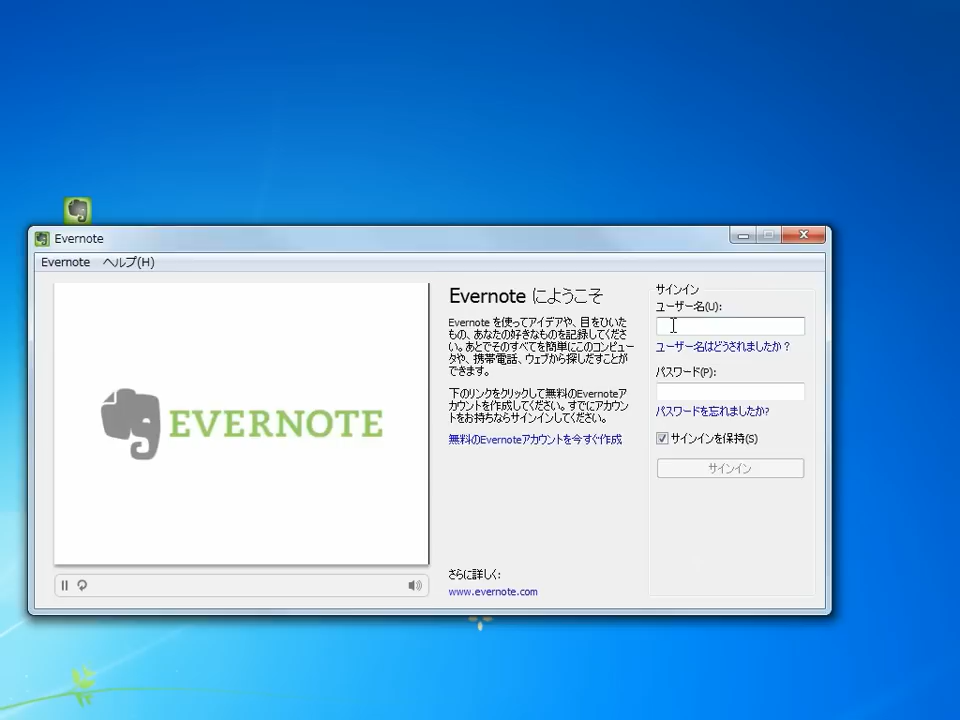 Evernote
Evernote ヘルプ(H)
EVERNOTE
Evernote にようこそ
Evernote を使ってアイデアや、目をひいた
もの、あなたの好きなものを記録してくださ
い。あとでそのすべてを簡単にこのコンピュー
タや、携帯電話、ウェブから探しだすことが
できます。
下のリンクをクリックして無料のEvernoteア
カウントを作成してください。すでにアカウン
トをお持ちならサインインしてください。
無料のEvernoteアカウントを今すぐ作成
さらに詳しく:
www.evernote.com
サインイン
ユーザー名(U):
ユーザー名はどうされましたか？
パスワード(P):
パスワードを忘れましたか?
サインインを保持(S)
サインイン